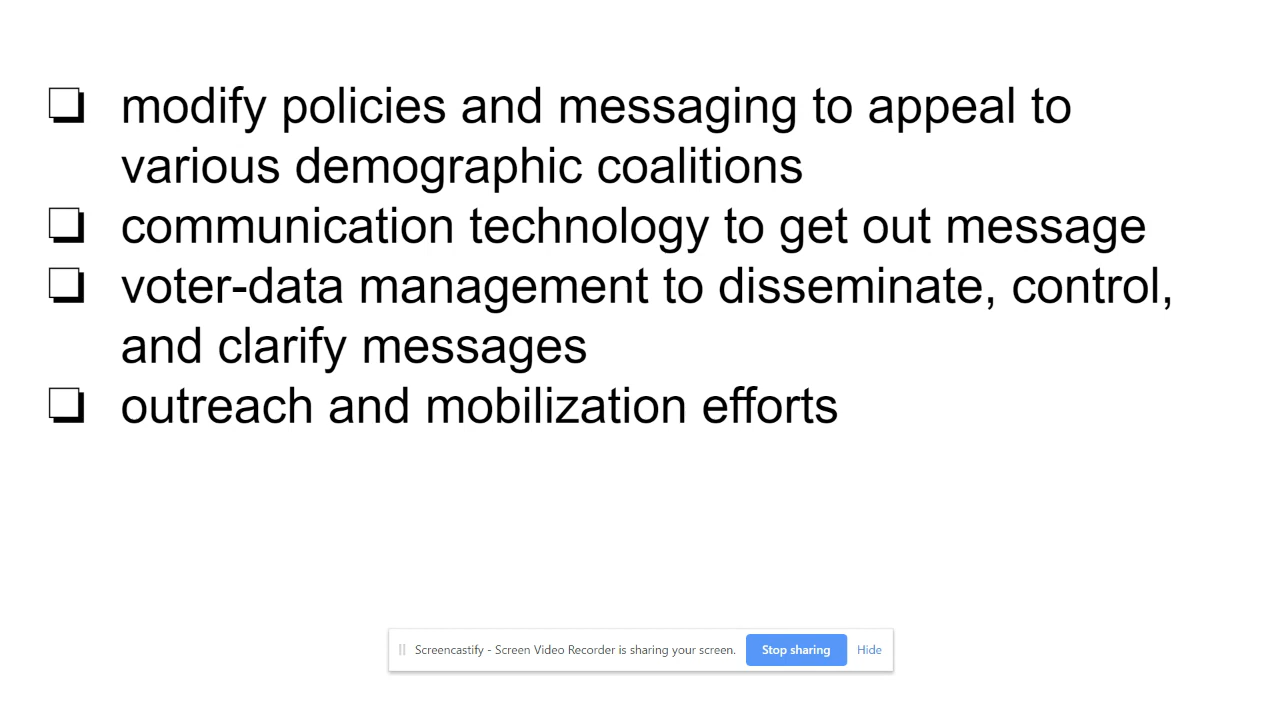 ❏ modify policies and messaging to appeal to
various demographic coalitions
❏ communication technology to get out message
❏ voter-data management to disseminate, control,
and clarify messages
❏ outreach and mobilization efforts
Screencastify - Screen Video Recorder is sharing your screen. Stop sharing Hide